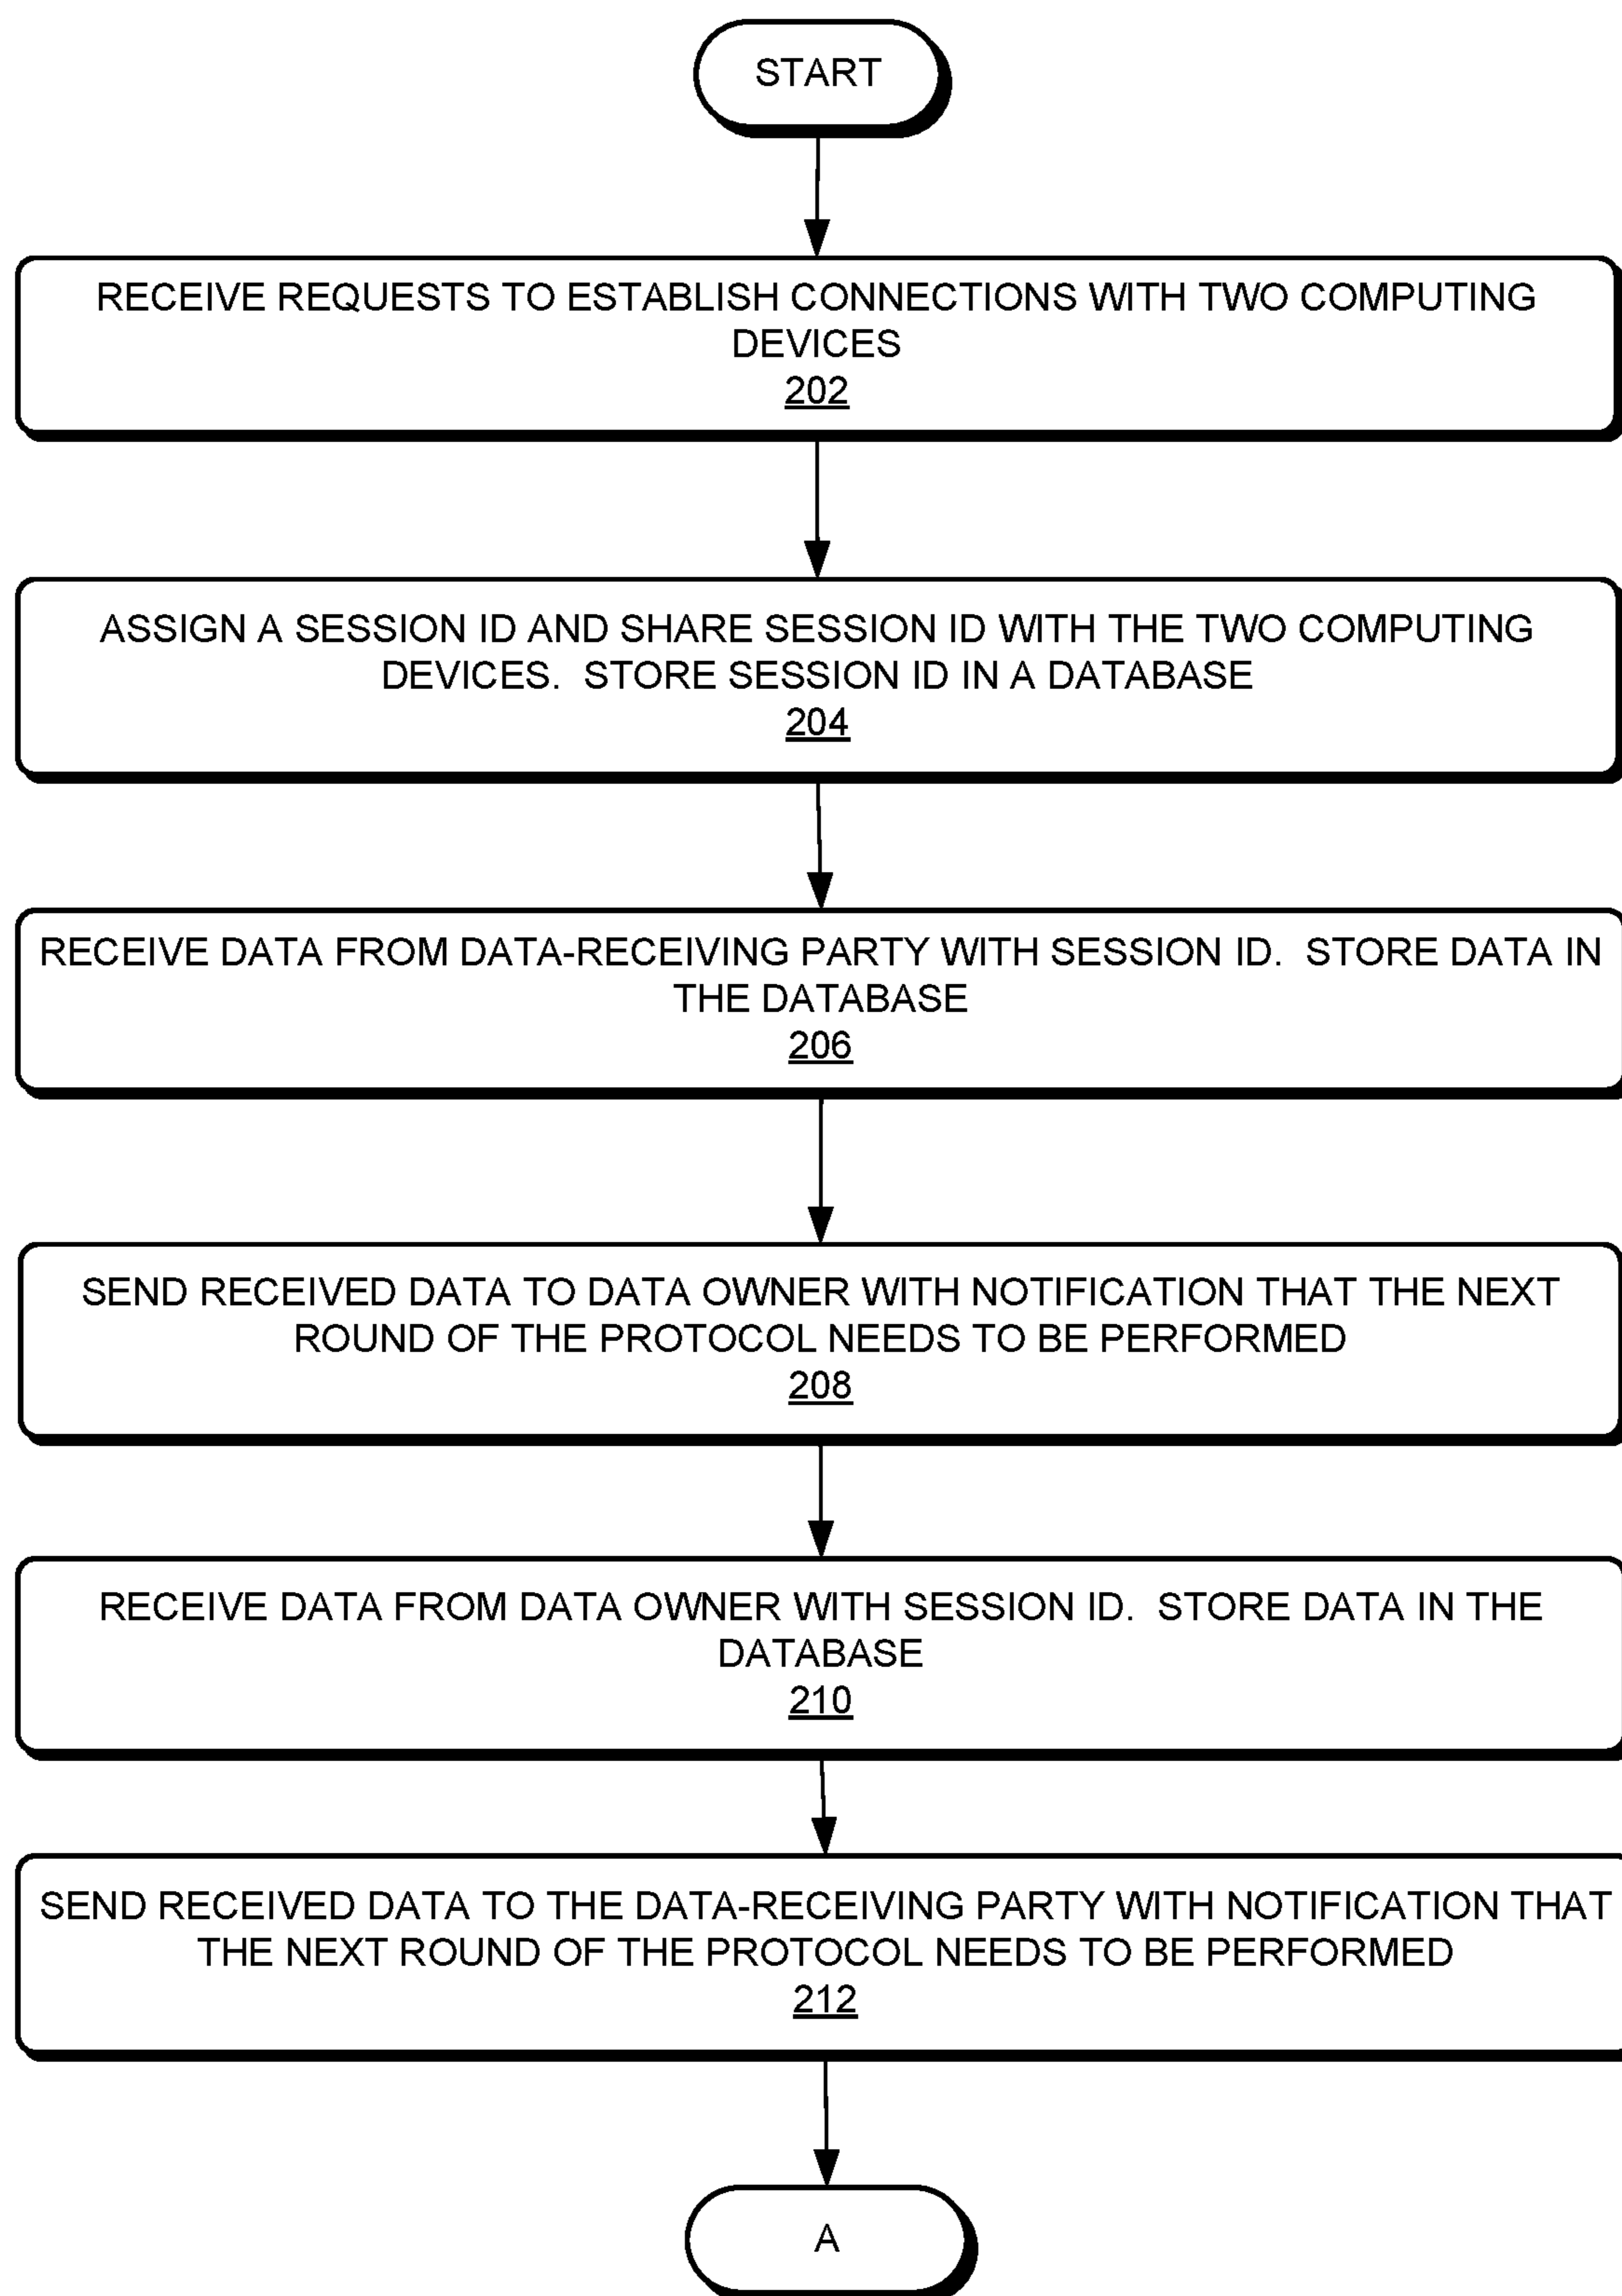 START
RECEIVE REQUESTS TO ESTABLISH CONNECTIONS WITH TWO COMPUTING
DEVICES
202
ASSIGN A SESSION ID AND SHARE SESSION ID WITH THE TWO COMPUTING
DEVICES.  STORE SESSION ID IN A DATABASE
204
RECEIVE DATA FROM DATA-RECEIVING PARTY WITH SESSION ID.  STORE DATA IN
THE DATABASE
206
SEND RECEIVED DATA TO DATA OWNER WITH NOTIFICATION THAT THE NEXT
ROUND OF THE PROTOCOL NEEDS TO BE PERFORMED
208
RECEIVE DATA FROM DATA OWNER WITH SESSION ID.  STORE DATA IN THE
DATABASE
210
SEND RECEIVED DATA TO THE DATA-RECEIVING PARTY WITH NOTIFICATION THAT
THE NEXT ROUND OF THE PROTOCOL NEEDS TO BE PERFORMED
212
A